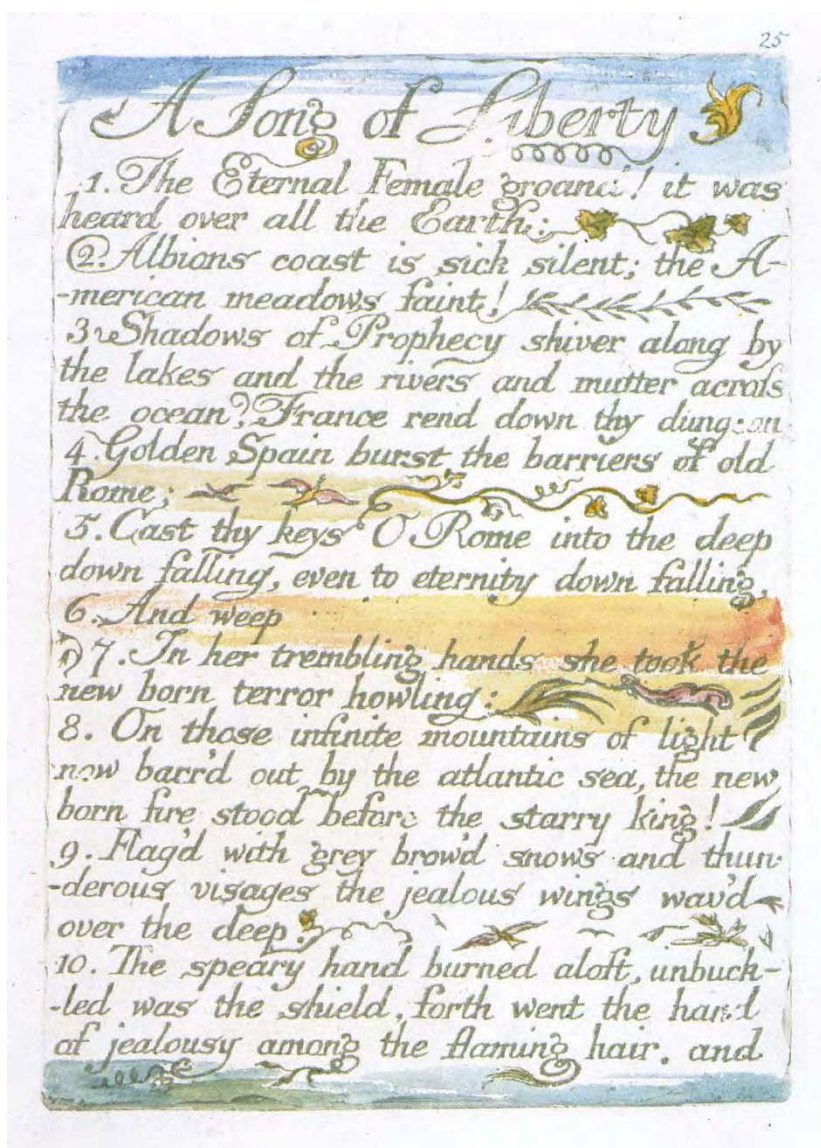 25
A Song of Liberty
1. The Eternal Female groand! it was
heard over all the Earth:
2. Albions coast is sick silent; the A-
-merican meadows faint!
3 Shadows of Prophecy shiver along by
the lakes and the rivers and mutter across
the ocean? France rend down thy dungeon
4. Golden Spain burst the barriers of old
Rome;
5. Cast thy keys O Rome into the deep
down falling, even to eternity down falling,
6. And weep
7. In her trembling hands she took the
new born terror howling:
8. On those infinite mountains of light
now barr'd out by the atlantic sea, the new
born fire stood before the starry king!
9. Flag'd with grey brow'd snows and thun-
-derous visages the jealous wings wav'd
over the deep.
10. The speary hand burned aloft, unbuck-
-led was the shield, forth went the hand
of jealousy among the flaming hair. and